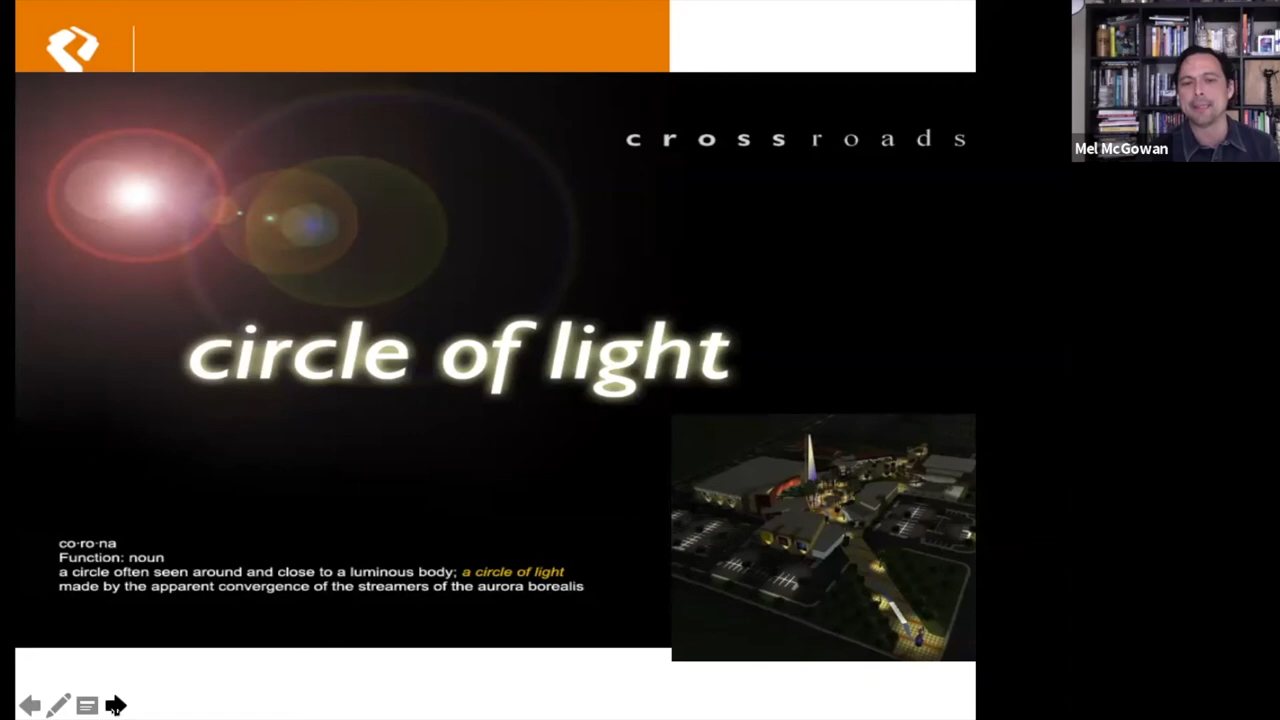 crossroads
Mel McGowan
circle of light
co·ro·na
Function: noun
a circle often seen around and close to a luminous body; a circle of light
made by the apparent convergence of the streamers of the aurora borealis